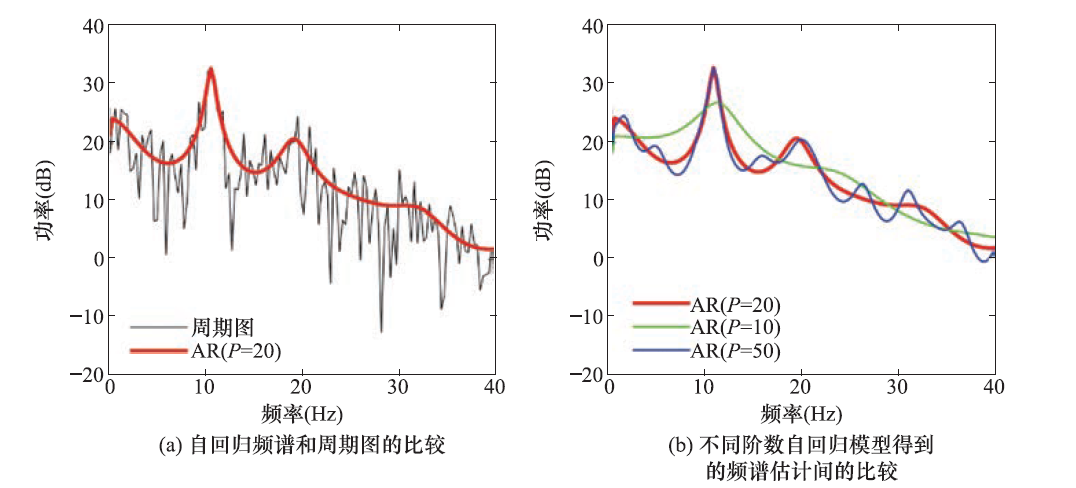 40
30
20
10
0
−10
−20
功率(dB)
周期图
AR(P=20)
0 10 20 30 40
频率(Hz)
(a) 自回归频谱和周期图的比较
40
30
20
10
0
−10
−20
功率(dB)
AR(P=20)
AR(P=10)
AR(P=50)
0 10 20 30 40
频率(Hz)
(b) 不同阶数自回归模型得到
的频谱估计间的比较